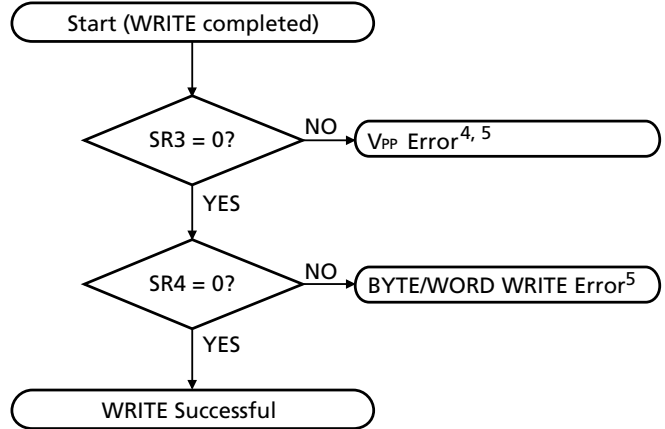 Start (WRITE completed)
SR3 = 0?
NO
VPP Error4, 5
YES
SR4 = 0?
NO
BYTE/WORD WRITE Error5
YES
WRITE Successful